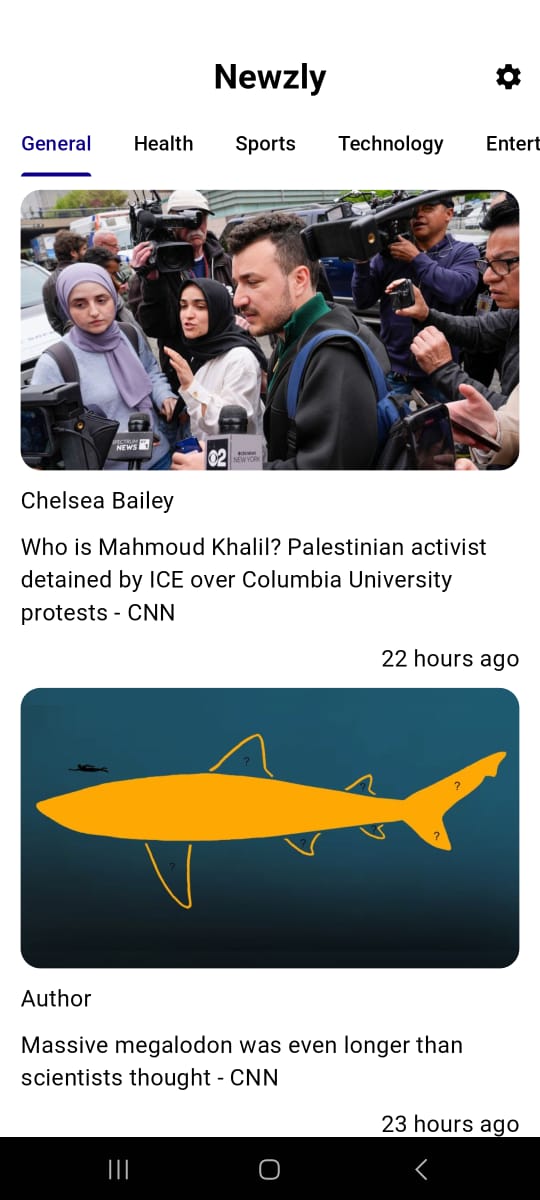 Newzly
General Health Sports Technology Entert
SPECTRUM
NEWS
2
NEW YORK
Chelsea Bailey
Who is Mahmoud Khalil? Palestinian activist
detained by ICE over Columbia University
protests - CNN
22 hours ago
?
?
?
?
?
?
?
Author
Massive megalodon was even longer than
scientists thought - CNN
23 hours ago